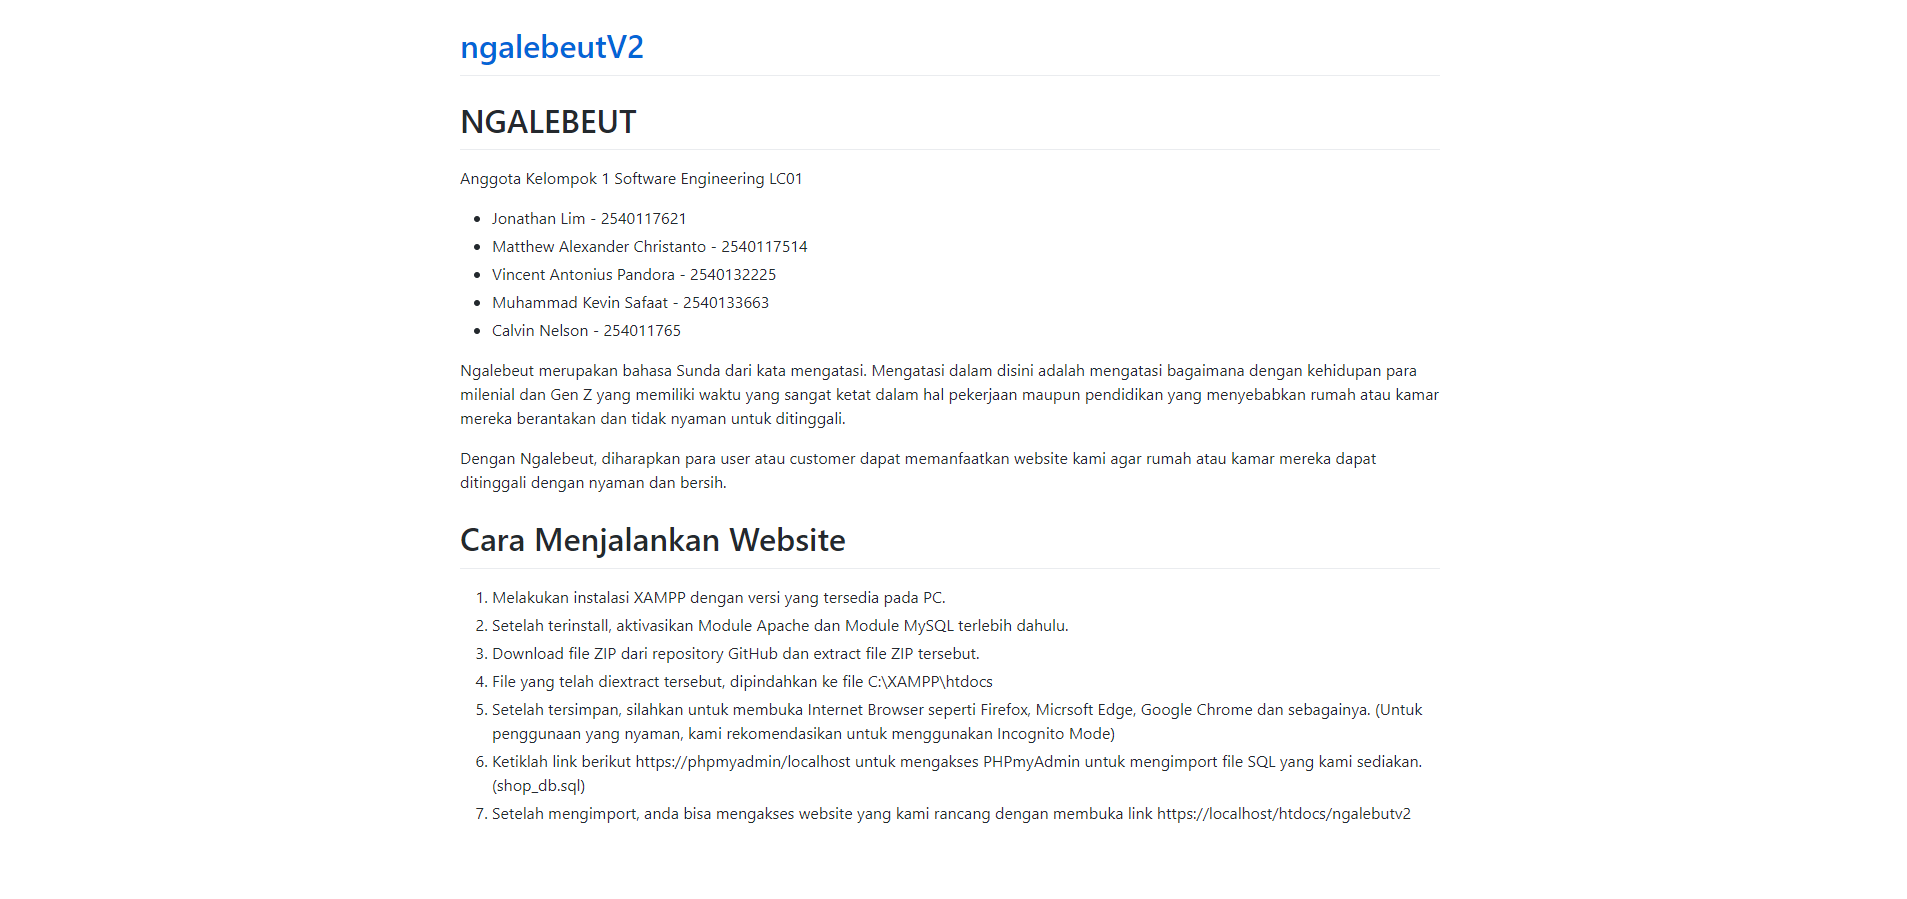 ngalebeutV2
NGALEBEUT
Anggota Kelompok 1 Software Engineering LC01
• Jonathan Lim - 2540117621
• Matthew Alexander Christanto - 2540117514
• Vincent Antonius Pandora - 2540132225
• Muhammad Kevin Safaat - 2540133663
• Calvin Nelson - 254011765
Ngalebeut merupakan bahasa Sunda dari kata mengatasi. Mengatasi dalam disini adalah mengatasi bagaimana dengan kehidupan para
milenial dan Gen Z yang memiliki waktu yang sangat ketat dalam hal pekerjaan maupun pendidikan yang menyebabkan rumah atau kamar
mereka berantakan dan tidak nyaman untuk ditinggali.
Dengan Ngalebeut, diharapkan para user atau customer dapat memanfaatkan website kami agar rumah atau kamar mereka dapat
ditinggali dengan nyaman dan bersih.
Cara Menjalankan Website
1. Melakukan instalasi XAMPP dengan versi yang tersedia pada PC.
2. Setelah terinstall, aktivasikan Module Apache dan Module MySQL terlebih dahulu.
3. Download file ZIP dari repository GitHub dan extract file ZIP tersebut.
4. File yang telah diextract tersebut, dipindahkan ke file C:\XAMPP\htdocs
5. Setelah tersimpan, silahkan untuk membuka Internet Browser seperti Firefox, Micrsoft Edge, Google Chrome dan sebagainya. (Untuk
penggunaan yang nyaman, kami rekomendasikan untuk menggunakan Incognito Mode)
6. Ketiklah link berikut https://phpmyadmin/localhost untuk mengakses PHPmyAdmin untuk mengimport file SQL yang kami sediakan.
(shop_db.sql)
7. Setelah mengimport, anda bisa mengakses website yang kami rancang dengan membuka link https://localhost/htdocs/ngalebutv2